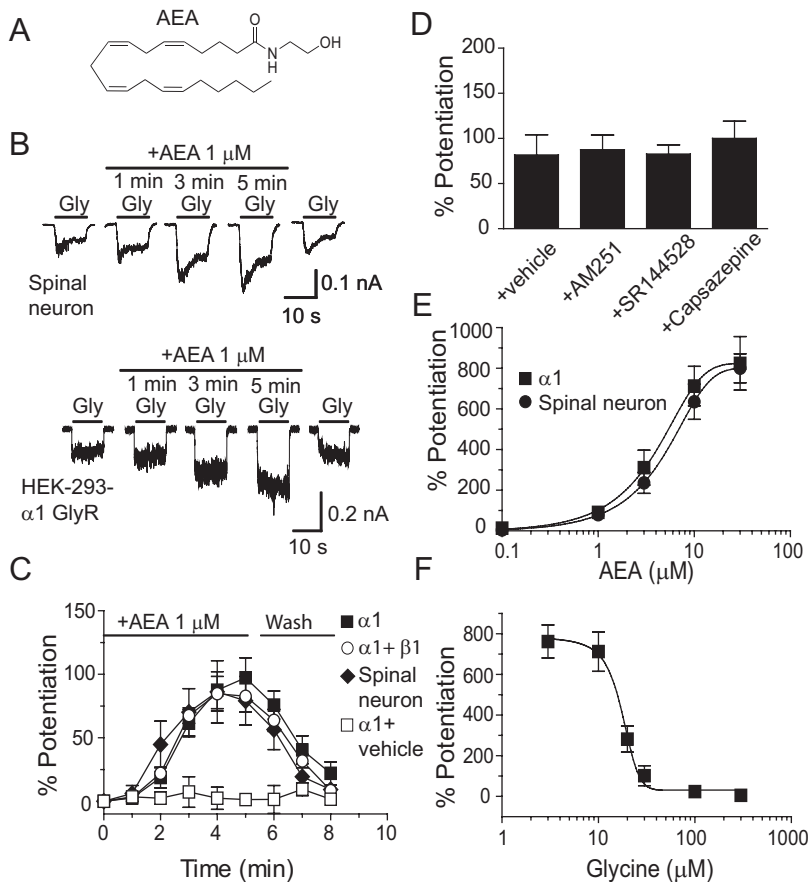 A
AEA
O
OH
N
H
B
+AEA 1 µM
1 min 3 min 5 min
Gly Gly Gly Gly Gly
Spinal
neuron
0.1 nA
10 s
+AEA 1 µM
1 min 3 min 5 min
Gly Gly Gly Gly Gly
HEK-293-
α1 GlyR
0.2 nA
10 s
C
+AEA 1 µM Wash
α1
α1+ β1
Spinal
neuron
α1+
vehicle
% Potentiation
150
100
50
0
0 2 4 6 8 10
Time (min)
D
% Potentiation
200
150
100
50
0
+vehicle
+AM251
+SR144528
+Capsazepine
E
% Potentiation
1000
800
600
400
200
0
α1
Spinal neuron
0.1 1 10 100
AEA (µM)
F
% Potentiation
800
600
400
200
0
1 10 100 1000
Glycine (µM)